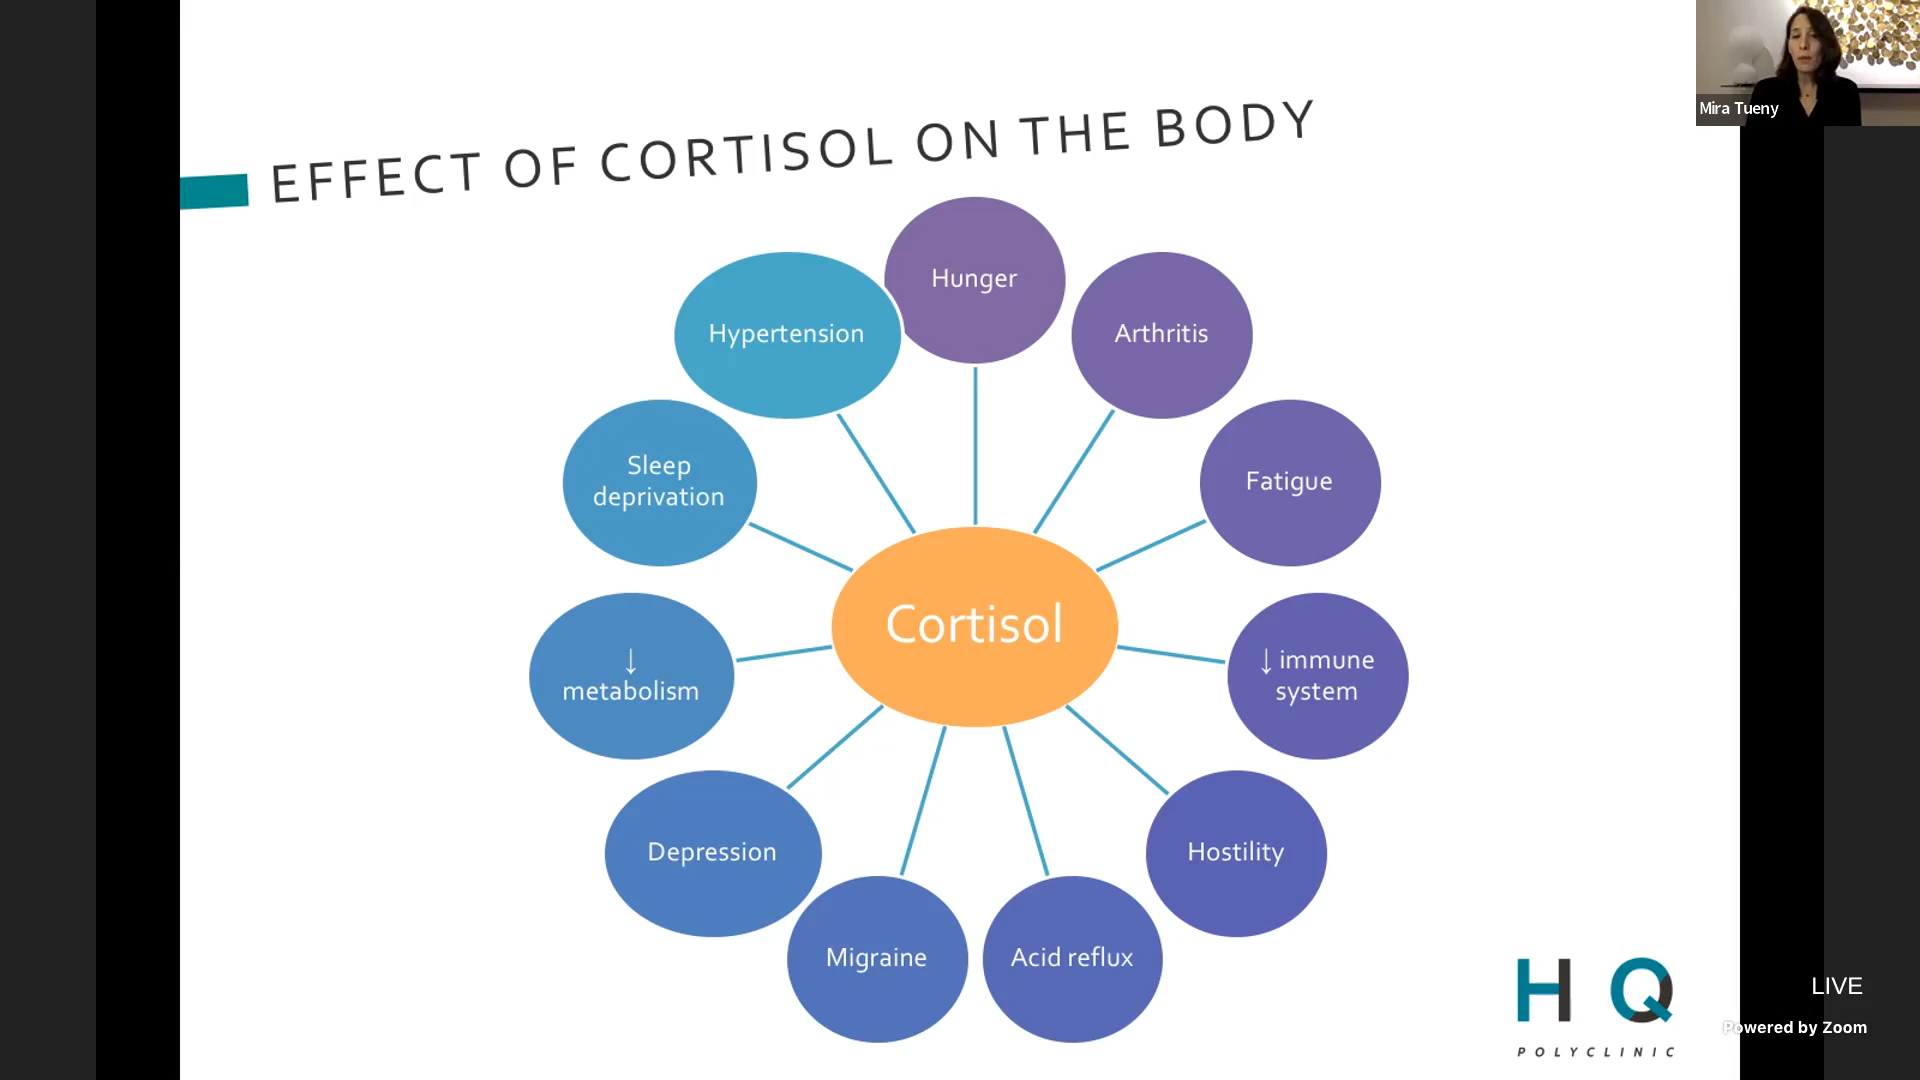 Mira Tueny
EFFECT OF CORTISOL ON THE BODY
Hunger
Hypertension
Arthritis
Sleep
deprivation
Fatigue
Cortisol
↓
metabolism
↓ immune
system
Depression
Hostility
Migraine
Acid reflux
H Q
POLYCLINIC
LIVE
Powered by Zoom